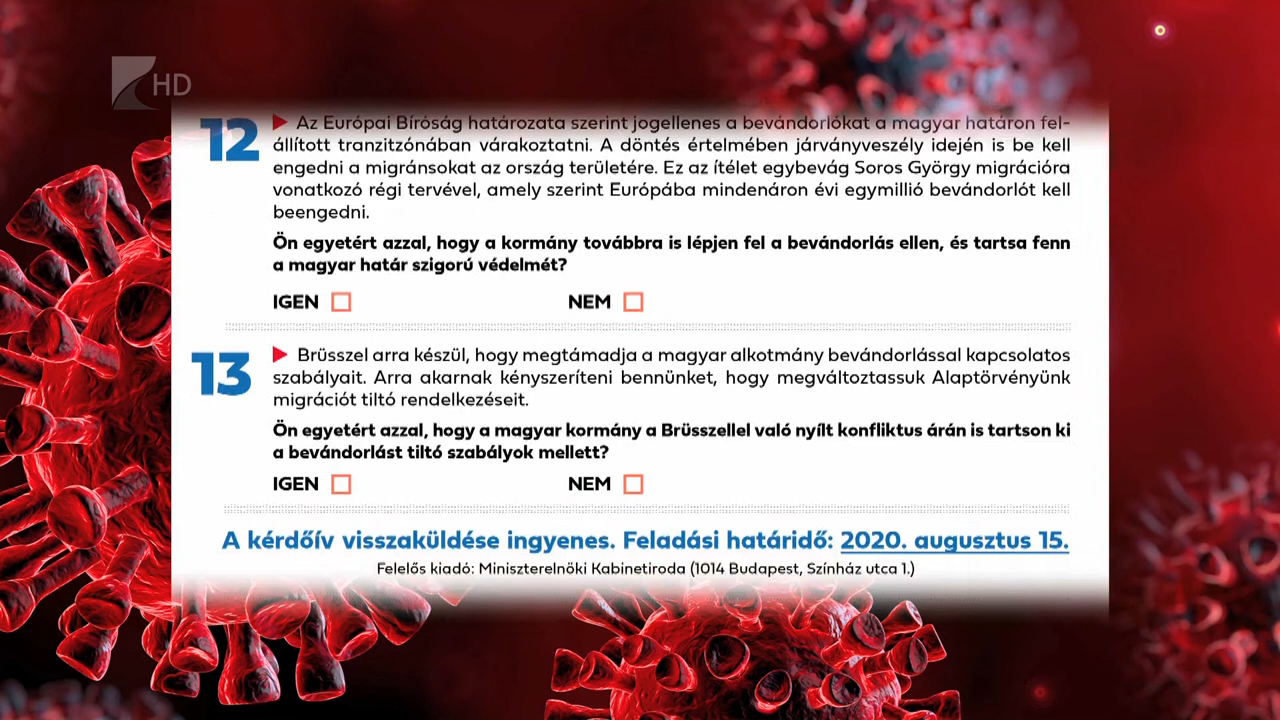 HD
12 Az Európai Bíróság határozata szerint jogellenes a bevándorlókat a magyar határon fel-
állított tranzitzónában várakoztatni. A döntés értelmében járványveszély idején is be kell
engedni a migránsokat az ország területére. Ez az ítélet egybevág Soros György migrációra
vonatkozó régi tervével, amely szerint Európába mindenáron évi egymillió bevándorlót kell
beengedni.
Ön egyetért azzal, hogy a kormány továbbra is lépjen fel a bevándorlás ellen, és tartsa fenn
a magyar határ szigorú védelmét?
IGEN NEM
13 Brüsszel arra készül, hogy megtámadja a magyar alkotmány bevándorlással kapcsolatos
szabályait. Arra akarnak kényszeríteni bennünket, hogy megváltoztassuk Alaptörvényünk
migrációt tiltó rendelkezéseit.
Ön egyetért azzal, hogy a magyar kormány a Brüsszellel való nyílt konfliktus árán is tartson ki
a bevándorlást tiltó szabályok mellett?
IGEN NEM
A kérdőív visszaküldése ingyenes. Feladási határidő: 2020. augusztus 15.
Felelős kiadó: Miniszterelnöki Kabinetiroda (1014 Budapest, Színház utca 1.)